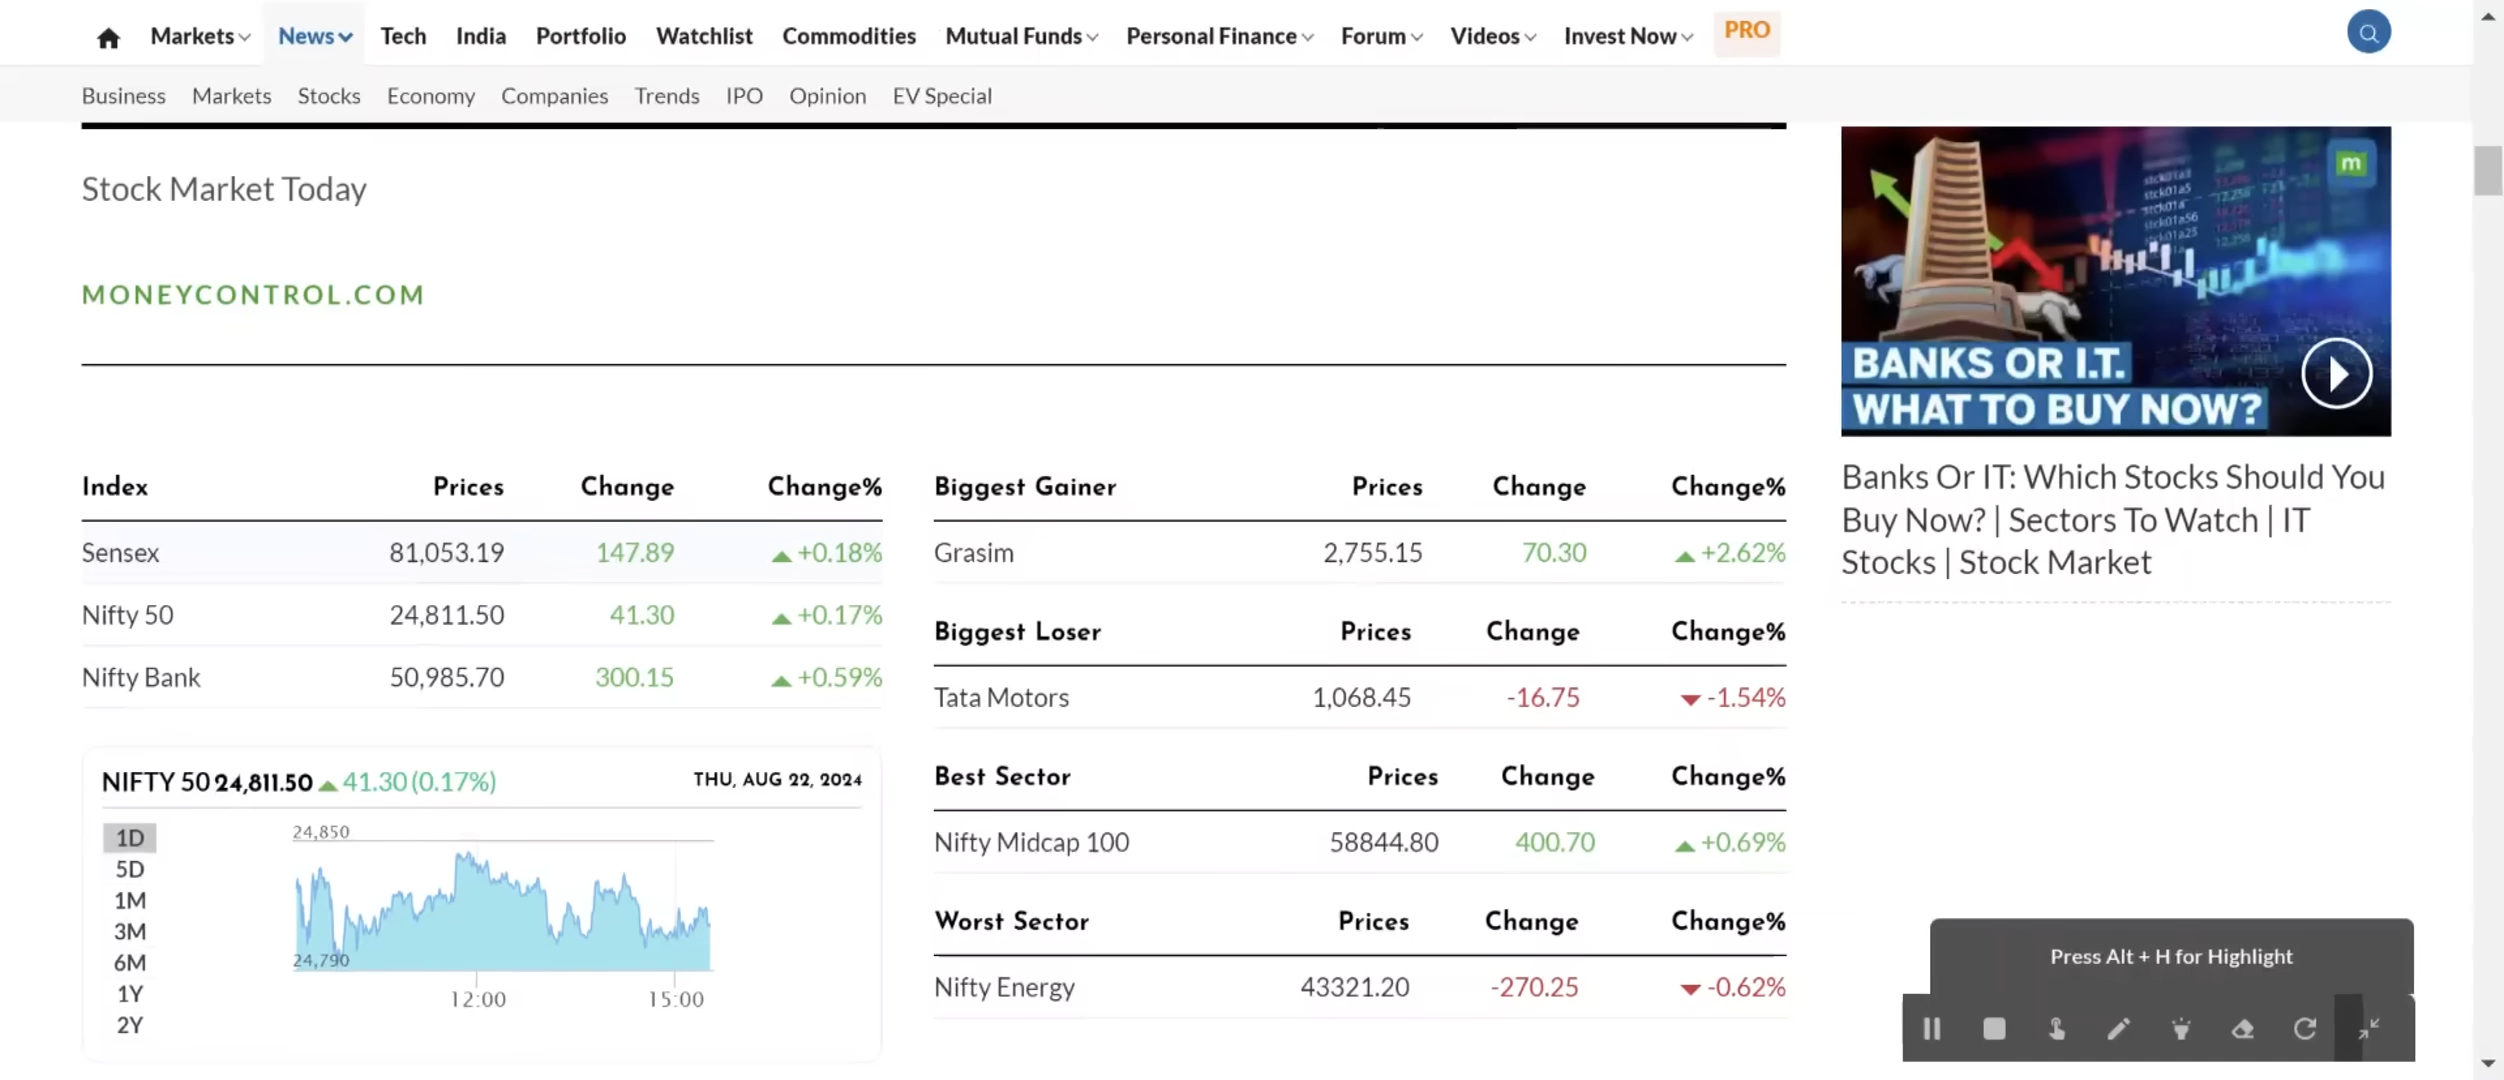 Markets News Tech India Portfolio Watchlist Commodities Mutual Funds Personal Finance Forum Videos Invest Now PRO
Business Markets Stocks Economy Companies Trends IPO Opinion EV Special
Stock Market Today
MONEYCONTROL.COM
Index Prices Change Change%
Sensex 81,053.19 147.89 +0.18%
Nifty 50 24,811.50 41.30 +0.17%
Nifty Bank 50,985.70 300.15 +0.59%
NIFTY 50 24,811.50 41.30 (0.17%) THU, AUG 22, 2024
1D
5D
1M
3M
6M
1Y
2Y
24,850
24,790
12:00 15:00
Biggest Gainer Prices Change Change%
Grasim 2,755.15 70.30 +2.62%
Biggest Loser Prices Change Change%
Tata Motors 1,068.45 -16.75 -1.54%
Best Sector Prices Change Change%
Nifty Midcap 100 58844.80 400.70 +0.69%
Worst Sector Prices Change Change%
Nifty Energy 43321.20 -270.25 -0.62%
m
stck01a5
stck01a
stck01a56
stck01a25
BANKS OR I.T.
WHAT TO BUY NOW?
Banks Or IT: Which Stocks Should You
Buy Now? | Sectors To Watch | IT
Stocks | Stock Market
Press Alt + H for Highlight